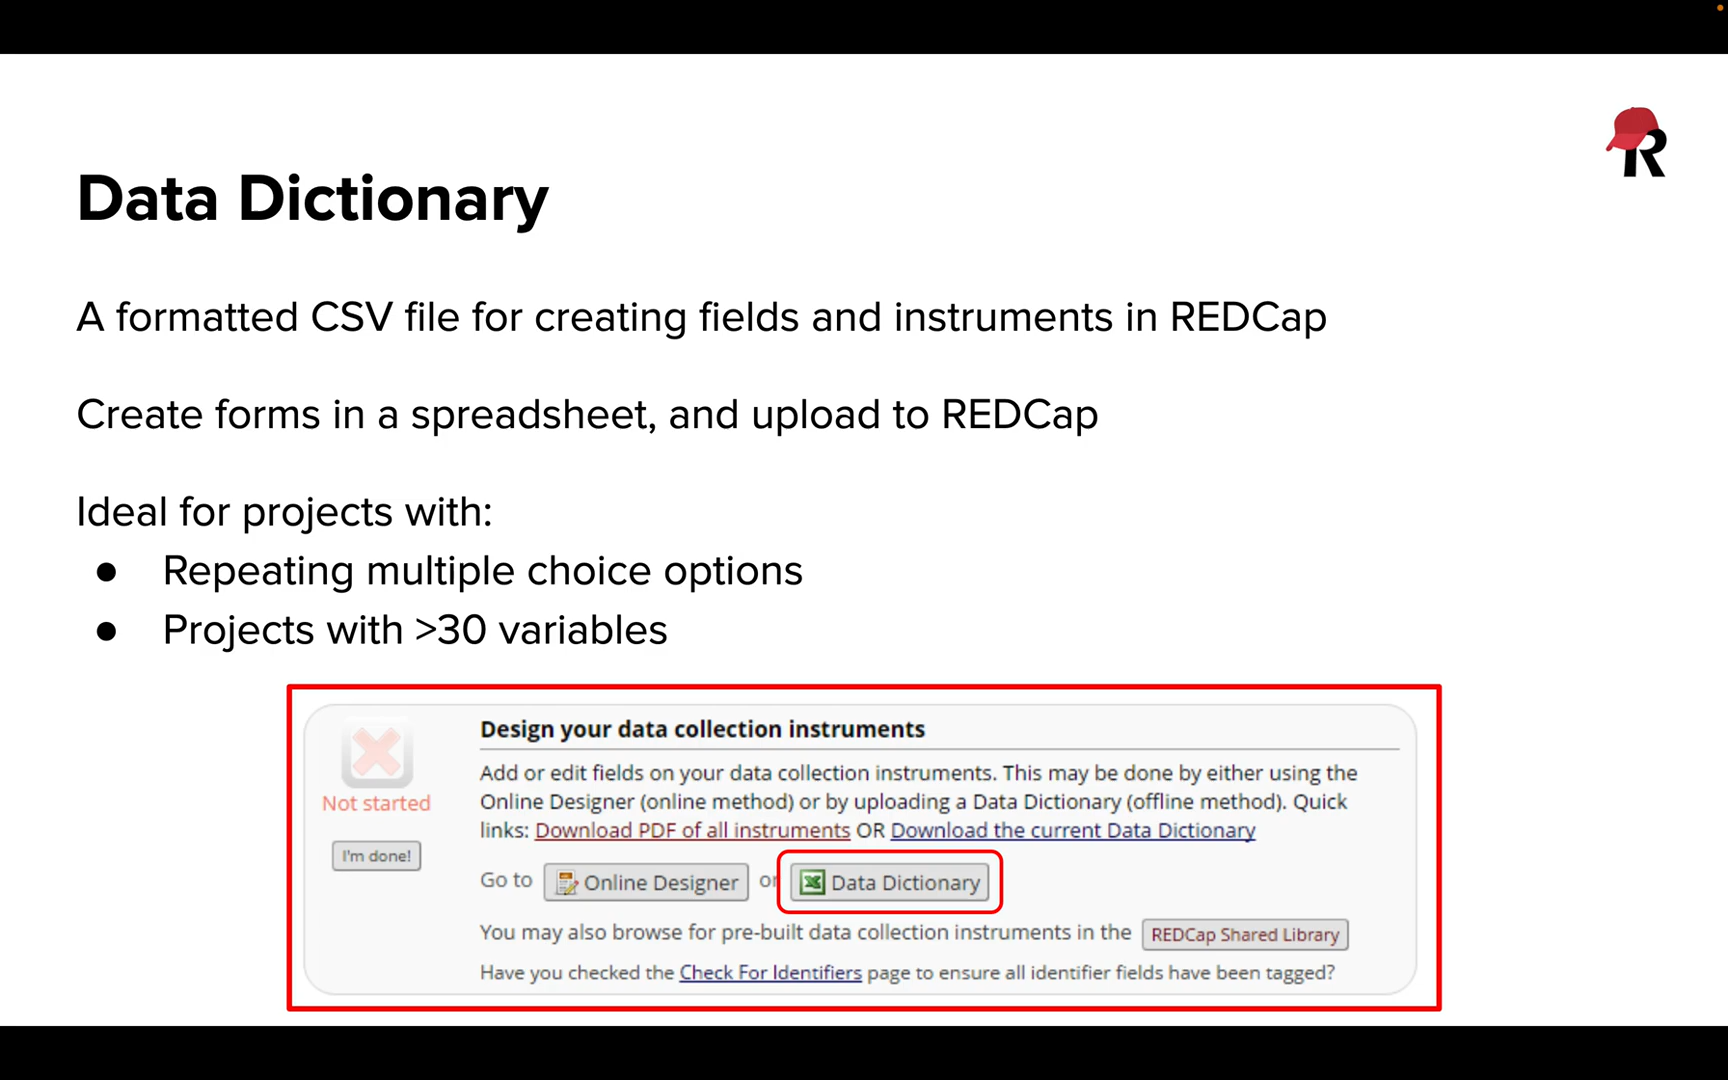 R
Data Dictionary
A formatted CSV file for creating fields and instruments in REDCap
Create forms in a spreadsheet, and upload to REDCap
Ideal for projects with:
● Repeating multiple choice options
● Projects with >30 variables
Design your data collection instruments
Not started
I'm done!
Add or edit fields on your data collection instruments. This may be done by either using the
Online Designer (online method) or by uploading a Data Dictionary (offline method). Quick
links: Download PDF of all instruments OR Download the current Data Dictionary
Go to Online Designer or Data Dictionary
You may also browse for pre-built data collection instruments in the REDCap Shared Library
Have you checked the Check For Identifiers page to ensure all identifier fields have been tagged?